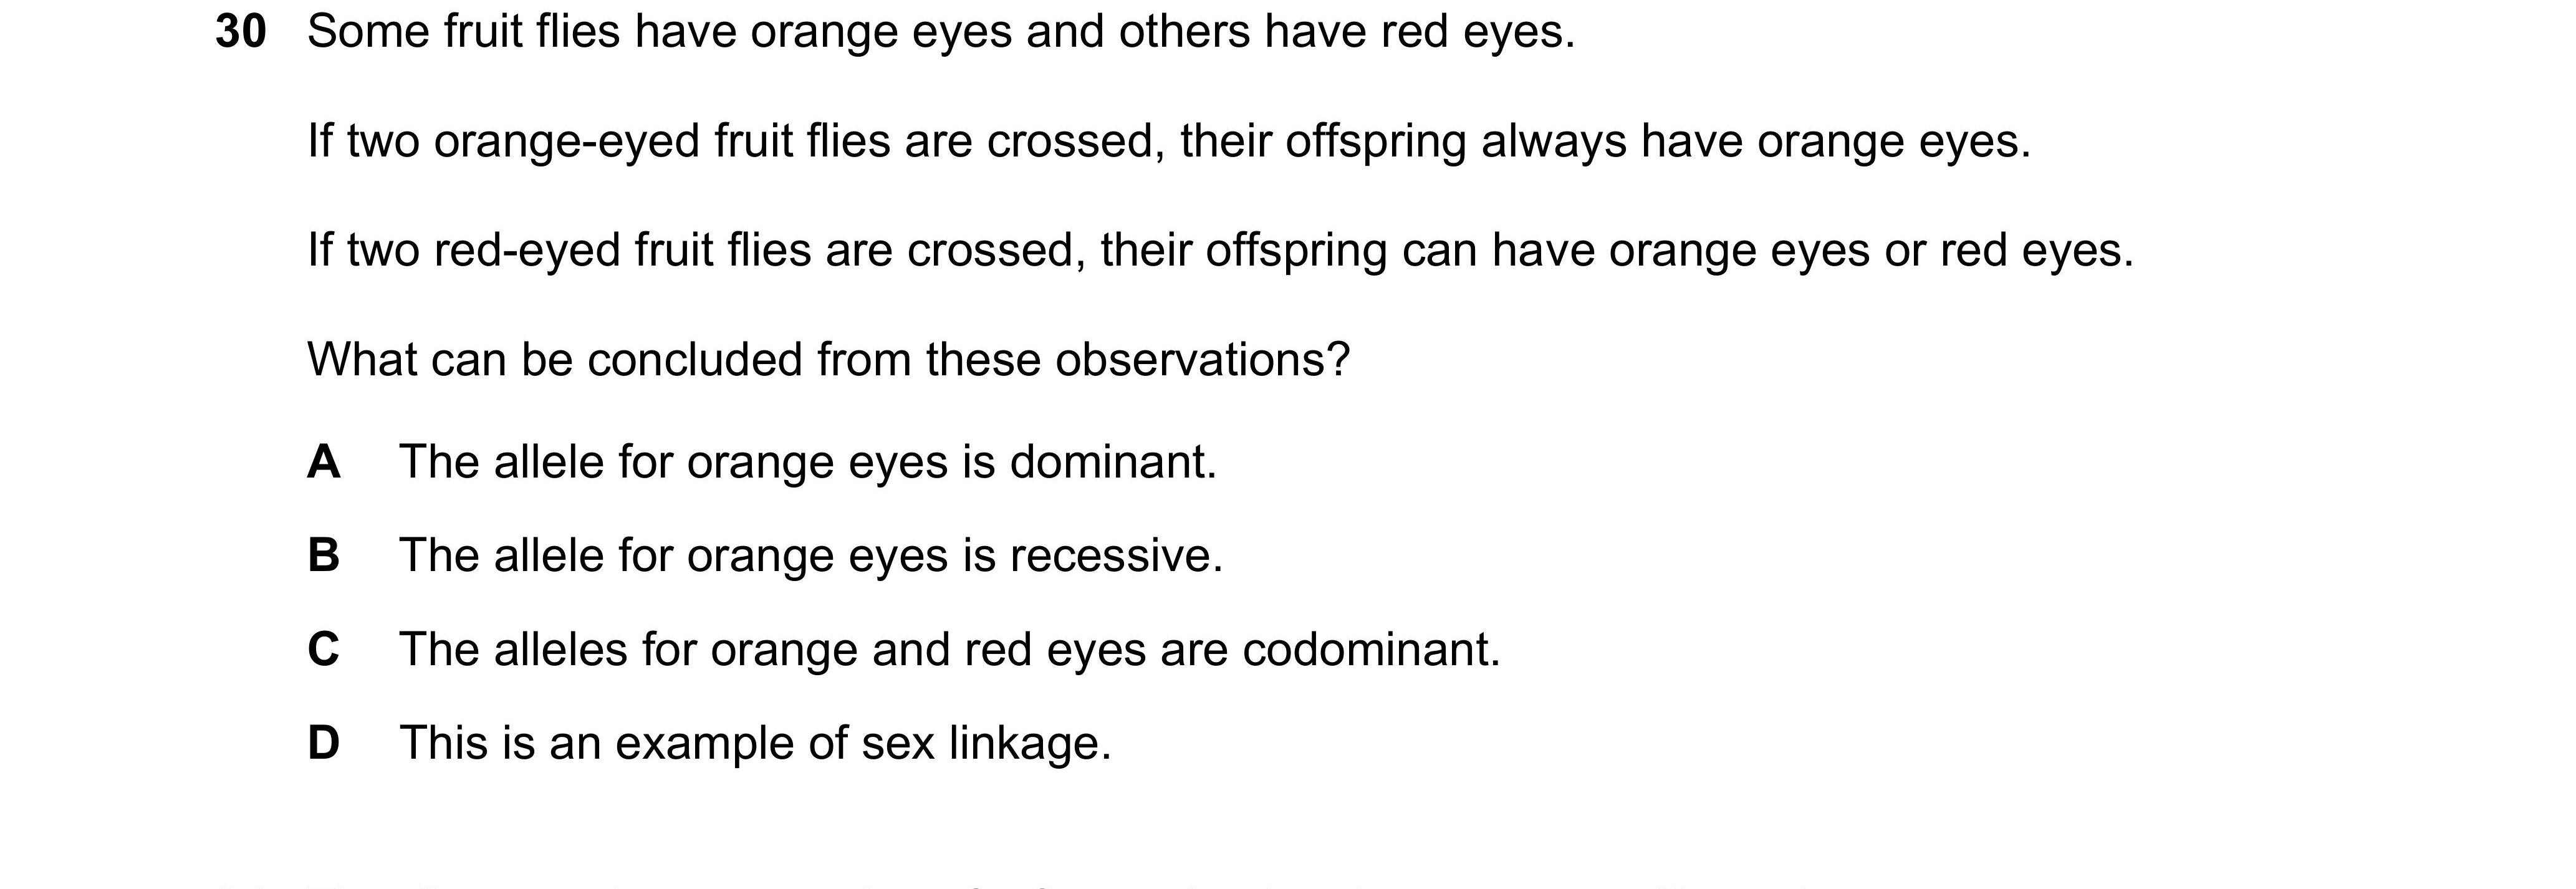 30 Some fruit flies have orange eyes and others have red eyes.
If two orange-eyed fruit flies are crossed, their offspring always have orange eyes.
If two red-eyed fruit flies are crossed, their offspring can have orange eyes or red eyes.
What can be concluded from these observations?
A The allele for orange eyes is dominant.
B The allele for orange eyes is recessive.
C The alleles for orange and red eyes are codominant.
D This is an example of sex linkage.